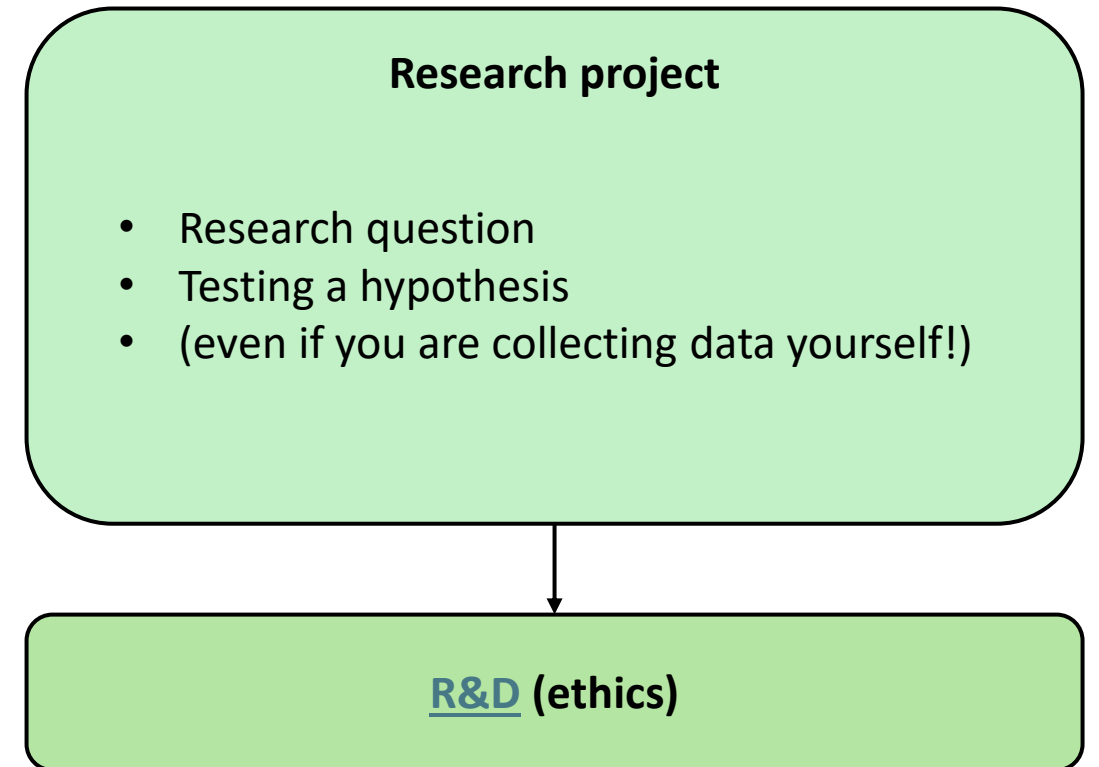 Research project
• Research question
• Testing a hypothesis
• (even if you are collecting data yourself!)
R&D (ethics)